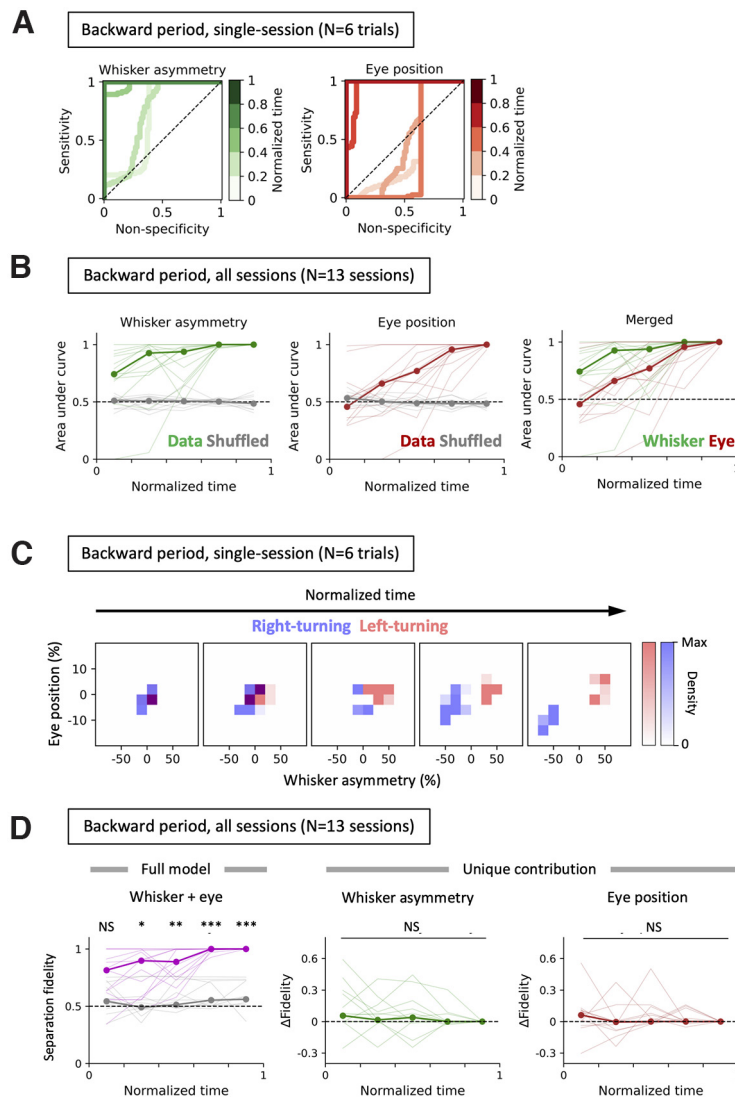 A
Backward period, single-session (N=6 trials)
Whisker asymmetry
Eye position
Sensitivity
1
0.5
0
0
0.5
1
Non-specificity
1
0.8
0.6
0.4
0.2
0
Normalized time
Sensitivity
1
0.5
0
0
0.5
1
Non-specificity
1
0.8
0.6
0.4
0.2
0
Normalized time
B
Backward period, all sessions (N=13 sessions)
Whisker asymmetry
Area under curve
1
0.5
0
Data Shuffled
0
1
Normalized time
Eye position
Area under curve
1
0.5
0
Data Shuffled
0
1
Normalized time
Merged
Area under curve
1
0.5
0
Whisker Eye
0
1
Normalized time
C
Backward period, single-session (N=6 trials)
Normalized time
Right-turning Left-turning
Eye position (%)
10
0
-10
-50 0 50
-50 0 50
-50 0 50
-50 0 50
-50 0 50
Whisker asymmetry (%)
Max
Density
0
D
Backward period, all sessions (N=13 sessions)
Full model
Unique contribution
Whisker + eye
Whisker asymmetry
Eye position
NS * ** *** ***
Separation fidelity
1
0.5
0
0
1
Normalized time
NS
ΔFidelity
0.6
0.3
0
-0.3
0
1
Normalized time
NS
ΔFidelity
0.6
0.3
0
-0.3
0
1
Normalized time